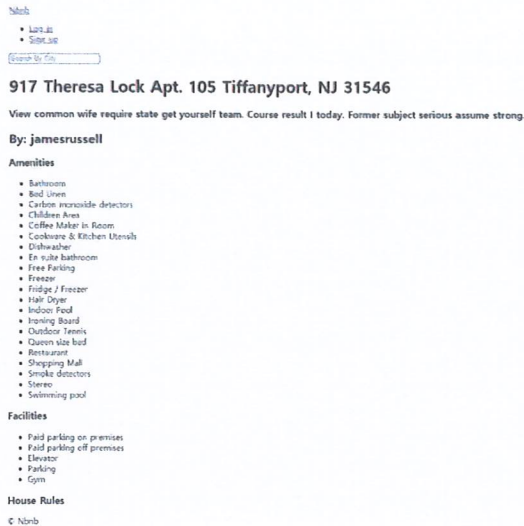 Nbnb
Log in
Sign up
Search By City
917 Theresa Lock Apt. 105 Tiffanyport, NJ 31546
View common wife require state get yourself team. Course result I today. Former subject serious assume strong.
By: jamesrussell
Amenities
Bathroom
Bed Linen
Carbon monoxide detectors
Children Area
Coffee Maker in Room
Cookware & Kitchen Utensils
Dishwasher
En suite bathroom
Free Parking
Freezer
Fridge / Freezer
Hair Dryer
Indoor Pool
Ironing Board
Outdoor Tennis
Queen size bed
Restaurant
Shopping Mall
Smoke detectors
Stereo
Swimming pool
Facilities
Paid parking on premises
Paid parking off premises
Elevator
Parking
Gym
House Rules
© Nbnb